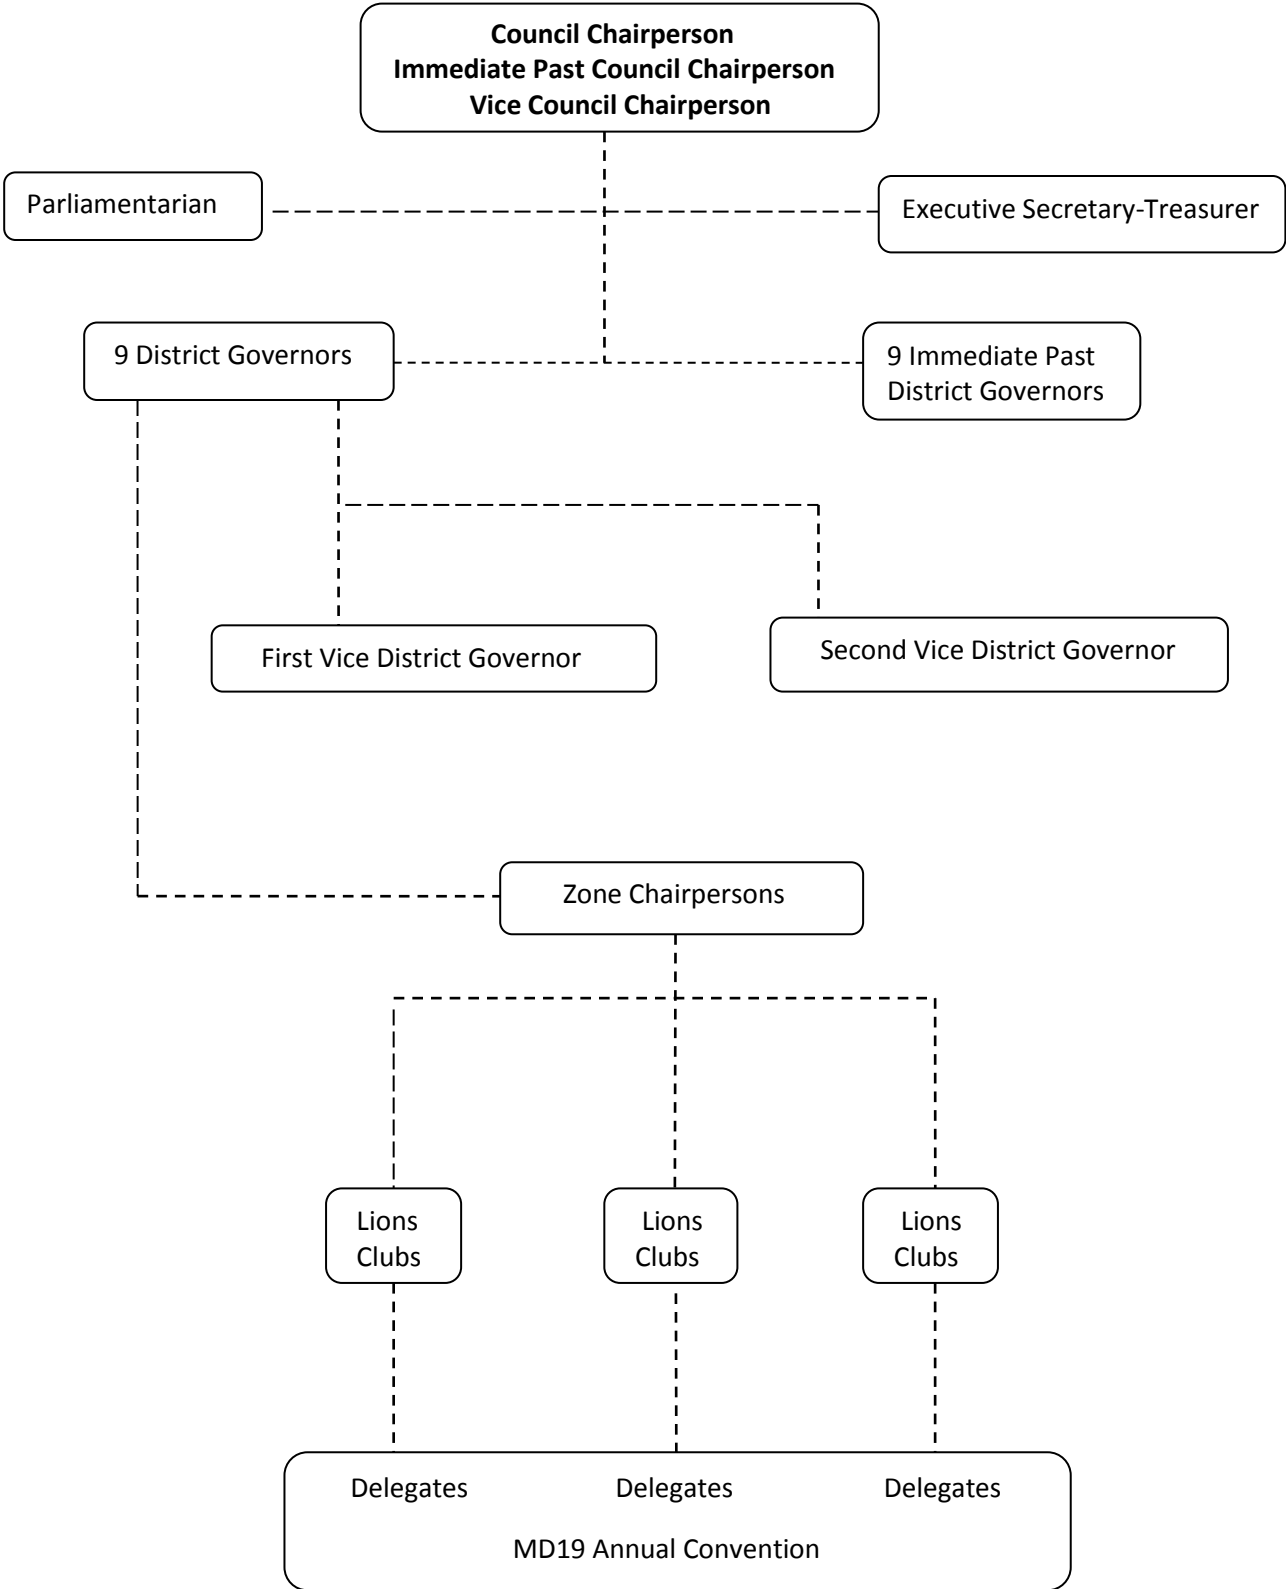 Council Chairperson
Immediate Past Council Chairperson
Vice Council Chairperson
Parliamentarian
Executive Secretary-Treasurer
9 District Governors
9 Immediate Past
District Governors
First Vice District Governor
Second Vice District Governor
Zone Chairpersons
Lions
Clubs
Lions
Clubs
Lions
Clubs
Delegates
Delegates
Delegates
MD19 Annual Convention